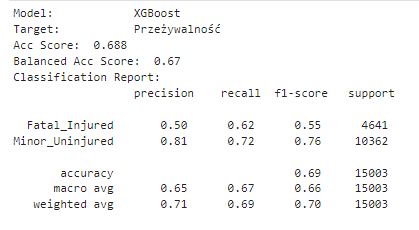 Model: XGBoost
Target: Przeżywalność
Acc Score: 0.688
Balanced Acc Score: 0.67
Classification Report:
precision recall f1-score support
Fatal_Injured 0.50 0.62 0.55 4641
Minor_Uninjured 0.81 0.72 0.76 10362
accuracy 0.69 15003
macro avg 0.65 0.67 0.66 15003
weighted avg 0.71 0.69 0.70 15003